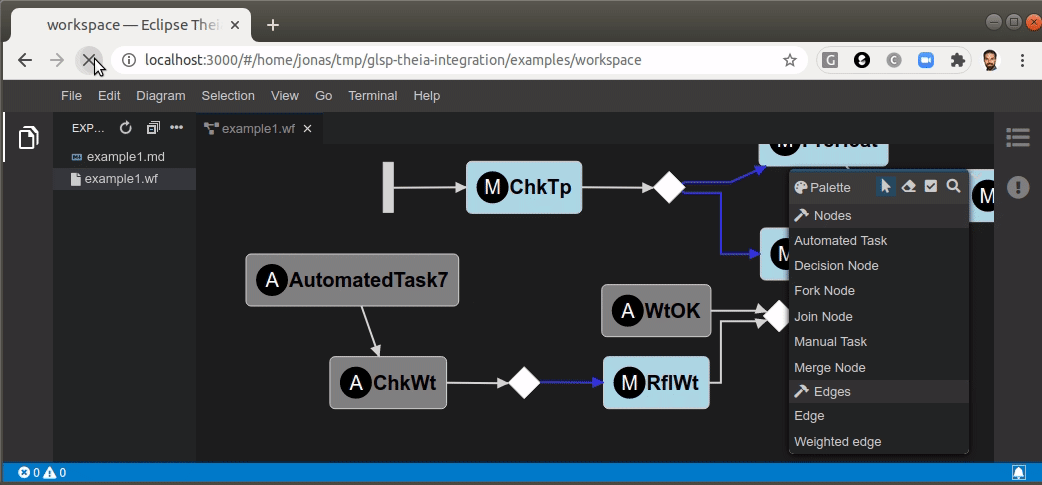 workspace — Eclipse Thei
localhost:3000/#/home/jonas/tmp/glsp-theia-integration/examples/workspace
File Edit Diagram Selection View Go Terminal Help
EXP...
example1.md
example1.wf
example1.wf
M ChkTp
M
M
M
A AutomatedTask7
A WtOK
A ChkWt
M RflWt
Palette
Nodes
Automated Task
Decision Node
Fork Node
Join Node
Manual Task
Merge Node
Edges
Edge
Weighted edge
0 0